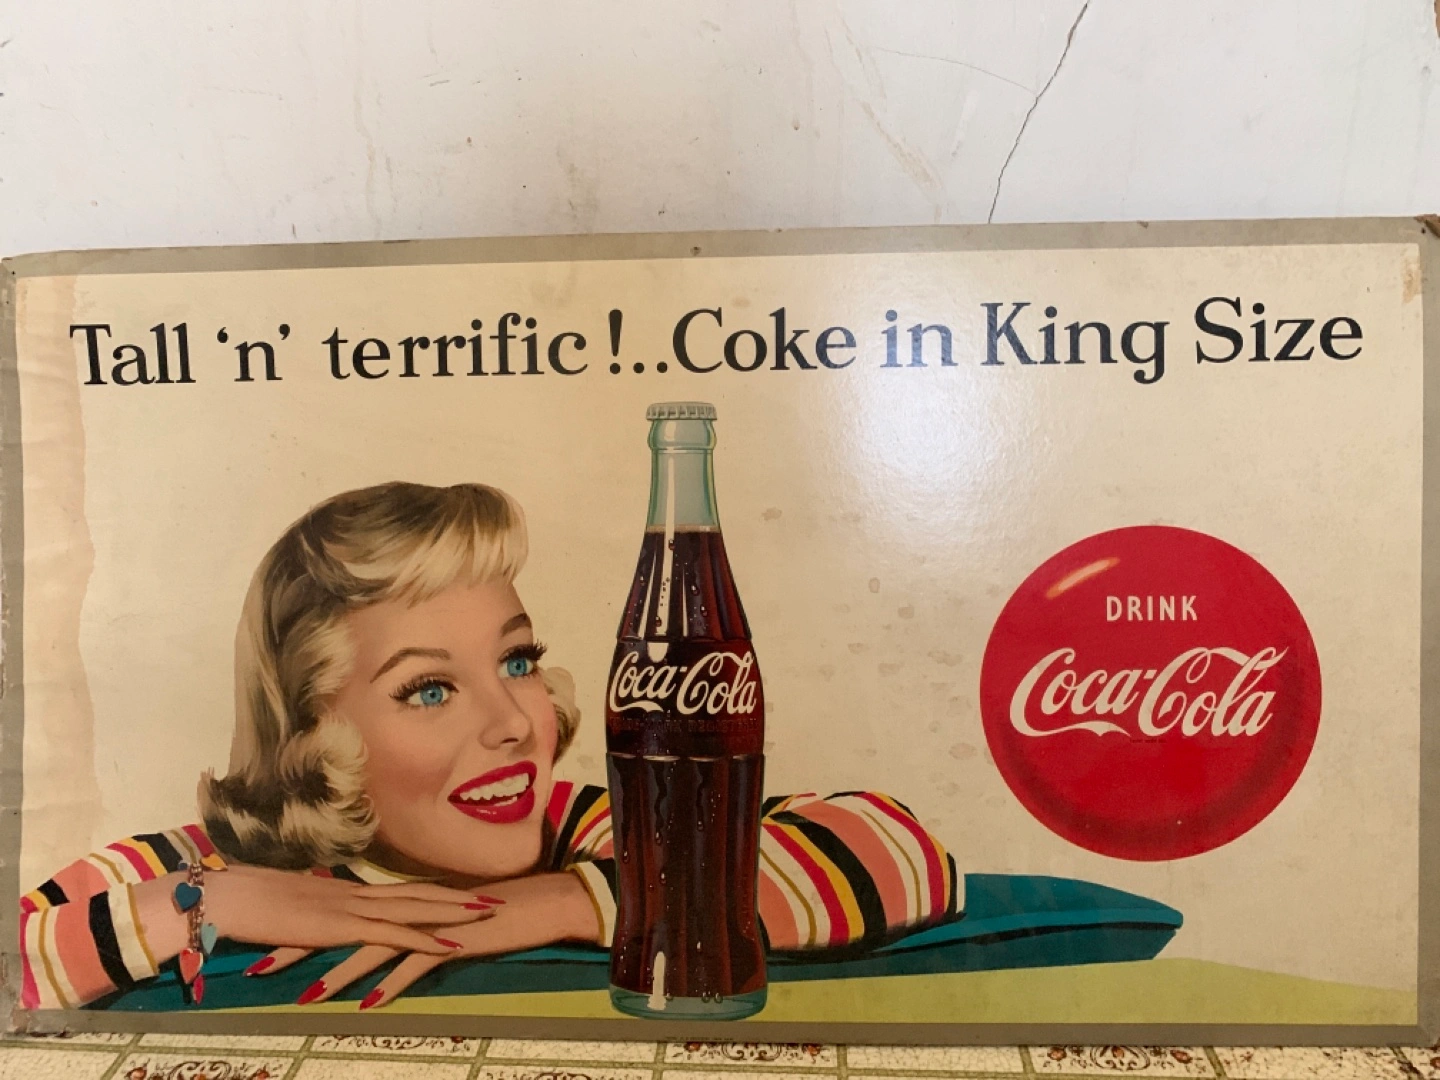 Tall 'n' terrific!..Coke in King Size
Coca-Cola
DRINK
Coca-Cola